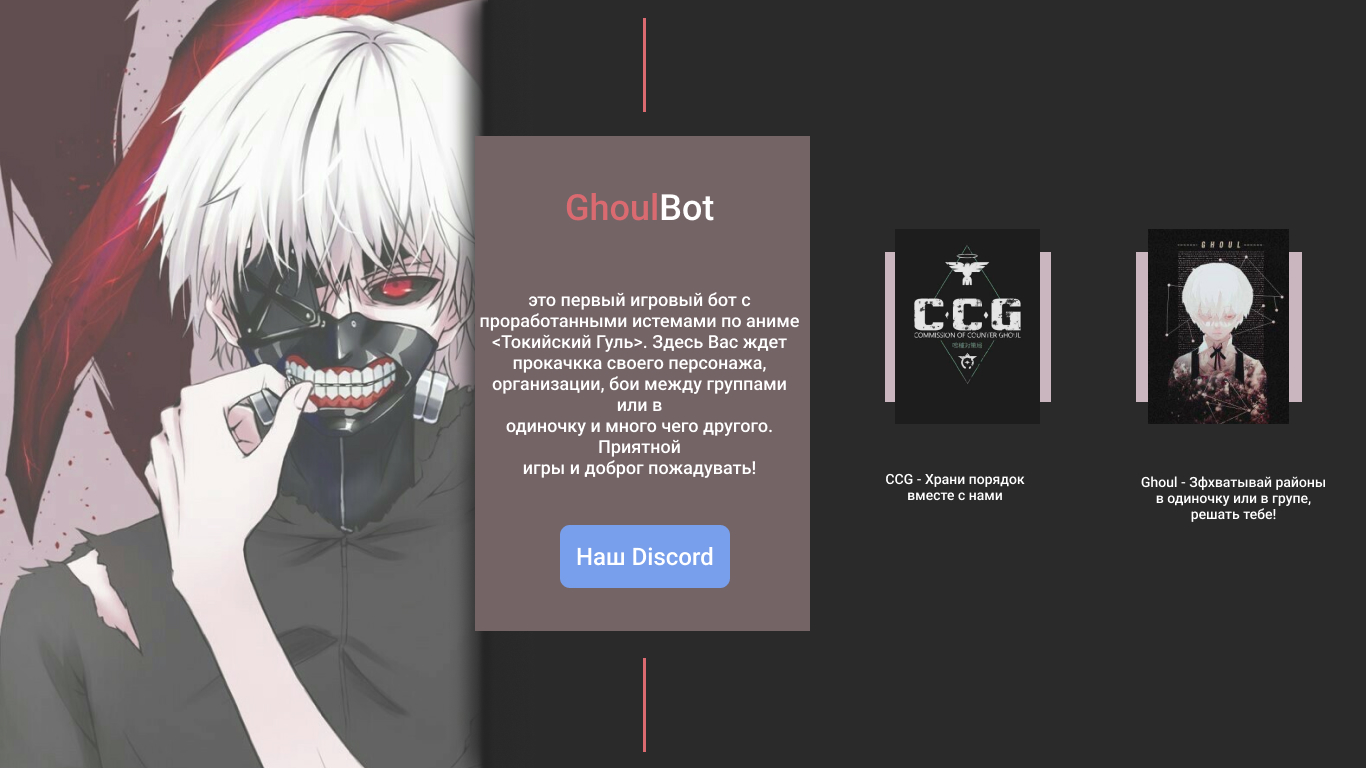 GhoulBot
это первый игровый бот с
проработанными истемами по аниме
<Токийский Гуль>. Здесь Вас ждет
прокачкка своего персонажа,
организации, бои между группами
или в
одиночку и много чего другого.
Приятной
игры и доброг пожадувать!
Наш Discord
CCG
COMMISSION OF COUNTER GHOUL
CCG - Храни порядок
вместе с нами
GHOUL
Ghoul - Зфхватывай районы
в одиночку или в групе,
решать тебе!